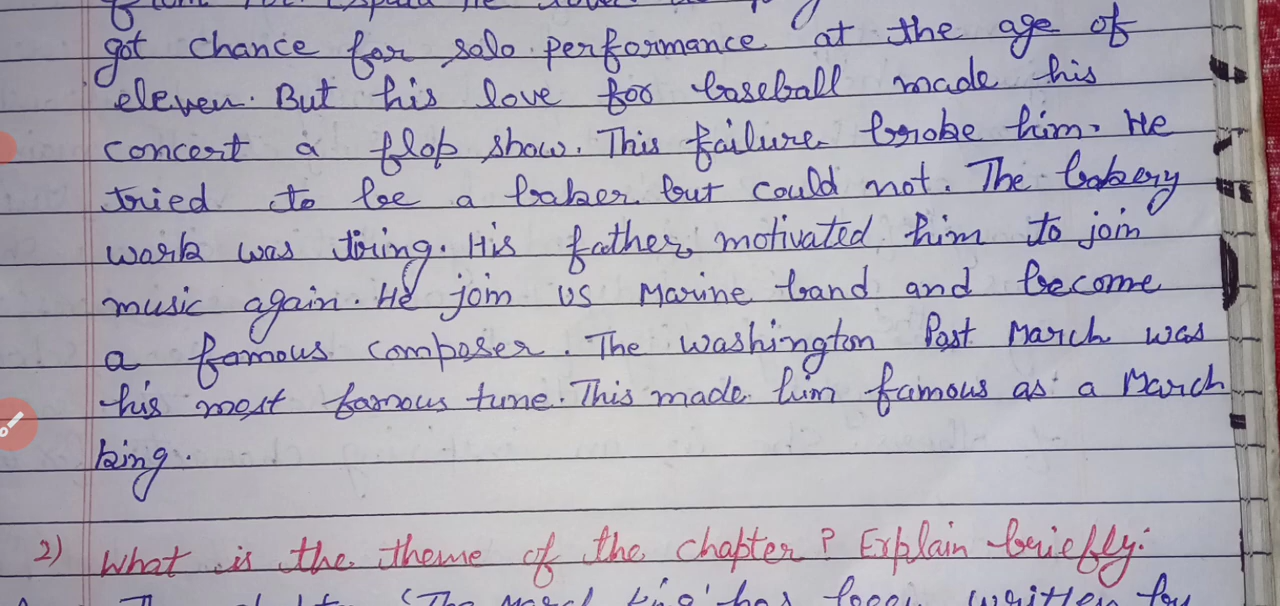 got chance for solo performance at the age of
eleven. But his love for baseball made his
concert a flop show. This failure broke him. He
tried to be a baker but could not. The bakery
work was tiring. His father motivated him to join
music again. He join US Marine band and become
a famous composer. The Washington Post March was
his most famous tune. This made him famous as a March
king.
2) What is the theme of the chapter? Explain briefly:
written for